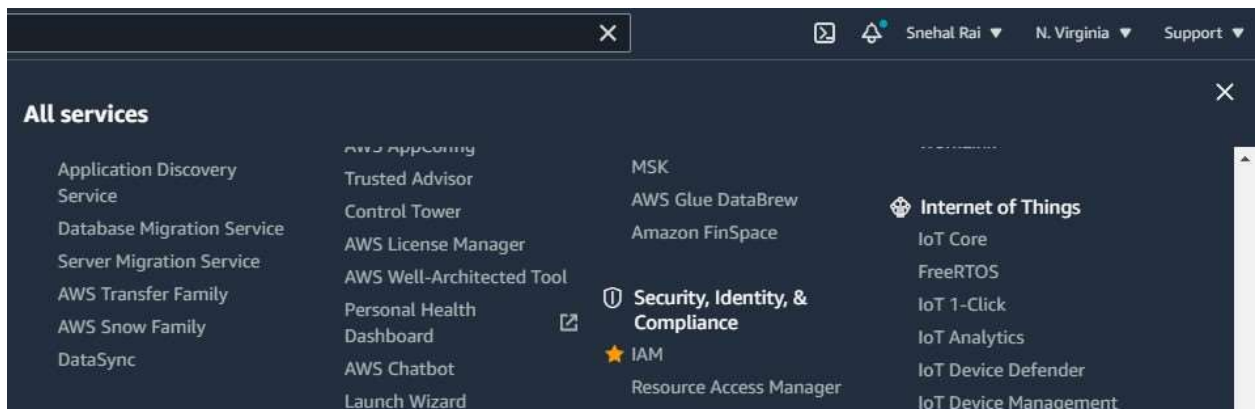 Snehal Rai ▼ N. Virginia ▼ Support ▼
All services
Application Discovery
Service
Database Migration Service
Server Migration Service
AWS Transfer Family
AWS Snow Family
DataSync
AWS AppConfig
Trusted Advisor
Control Tower
AWS License Manager
AWS Well-Architected Tool
Personal Health
Dashboard
AWS Chatbot
Launch Wizard
MSK
AWS Glue DataBrew
Amazon FinSpace
Security, Identity, &
Compliance
IAM
Resource Access Manager
Internet of Things
IoT Core
FreeRTOS
IoT 1-Click
IoT Analytics
IoT Device Defender
IoT Device Management